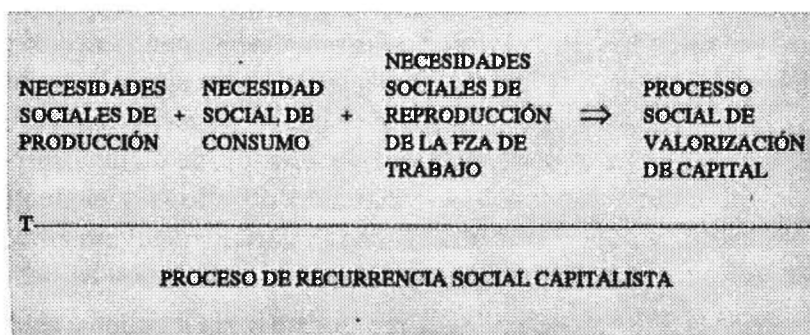 NECESIDADES SOCIALES DE PRODUCCIÓN + NECESIDAD SOCIAL DE CONSUMO + NECESIDADES SOCIALES DE REPRODUCCIÓN DE LA FZA DE TRABAJO ⇒ PROCESSO SOCIAL DE VALORIZACIÓN DE CAPITAL
T
PROCESO DE RECURRENCIA SOCIAL CAPITALISTA